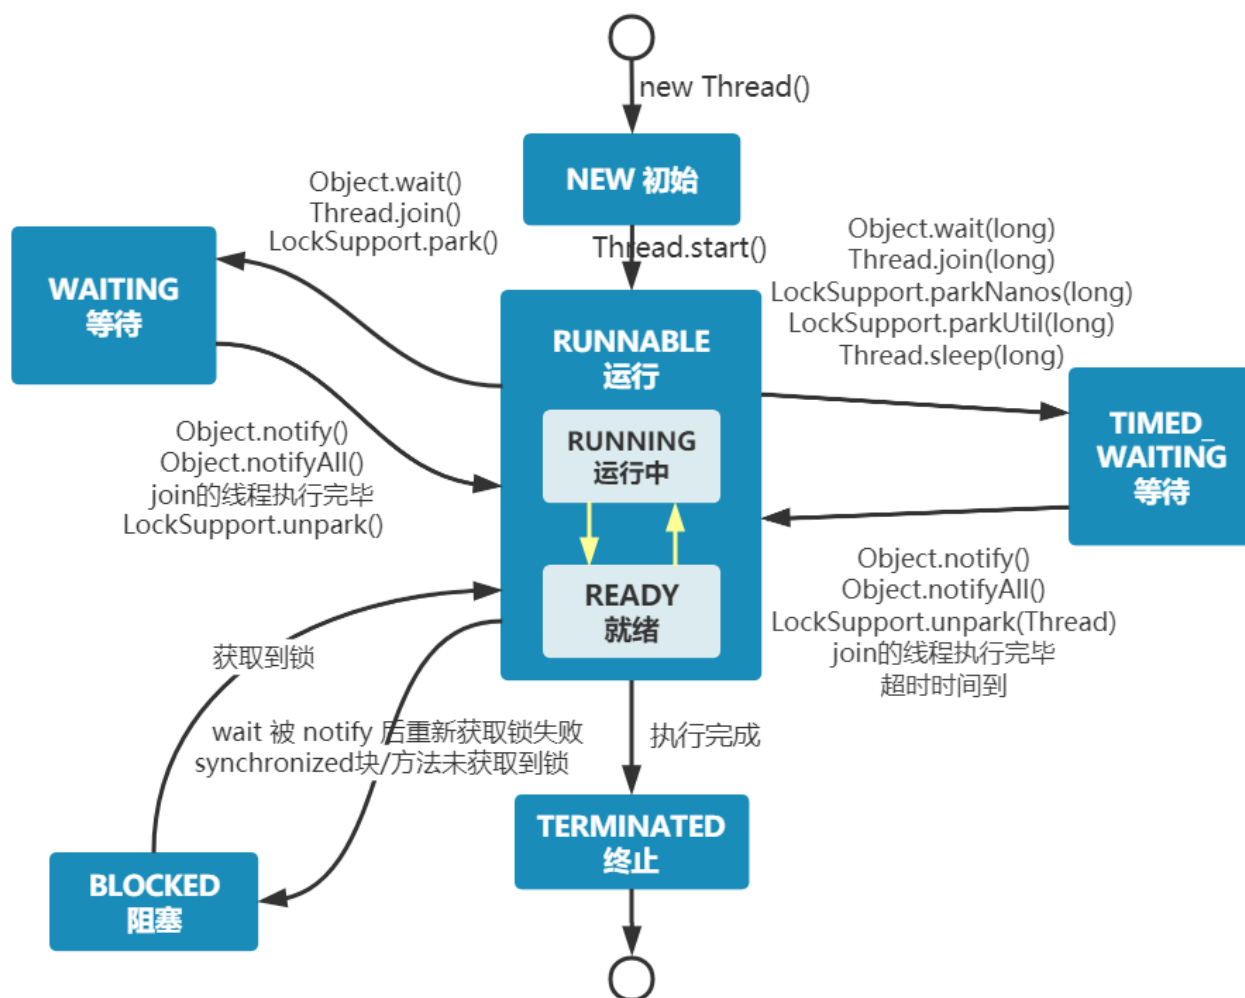 new Thread()
NEW 初始
Thread.start()
Object.wait()
Thread.join()
LockSupport.park()
WAITING
等待
Object.wait(long)
Thread.join(long)
LockSupport.parkNanos(long)
LockSupport.parkUtil(long)
Thread.sleep(long)
RUNNABLE
运行
RUNNING
运行中
READY
就绪
TIMED_
WAITING
等待
Object.notify()
Object.notifyAll()
join的线程执行完毕
LockSupport.unpark()
Object.notify()
Object.notifyAll()
LockSupport.unpark(Thread)
join的线程执行完毕
超时时间到
获取到锁
wait 被 notify 后重新获取锁失败
synchronized块/方法未获取到锁
执行完成
BLOCKED
阻塞
TERMINATED
终止